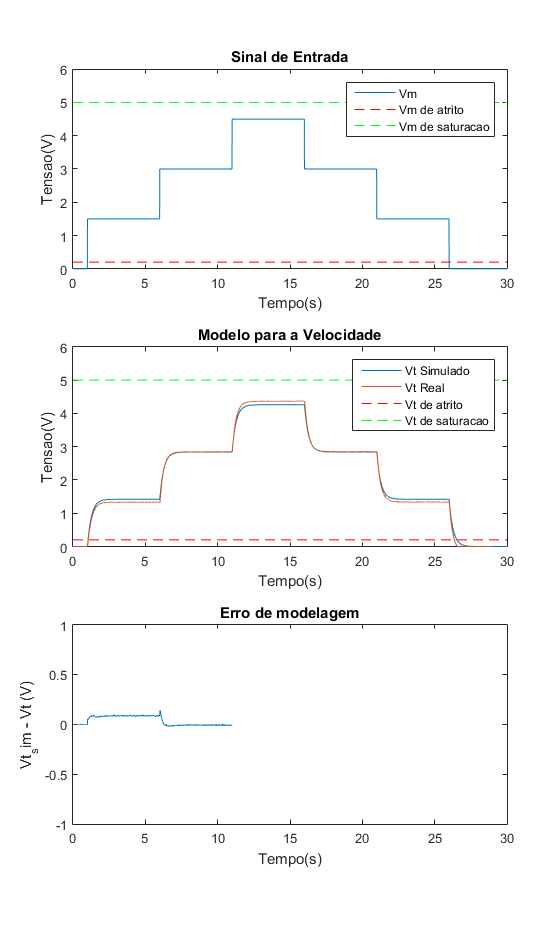 Sinal de Entrada
6
5
4
3
2
1
0
Tensao(V)
Vm
Vm de atrito
Vm de saturacao
0 5 10 15 20 25 30
Tempo(s)
Modelo para a Velocidade
6
5
4
3
2
1
0
Tensao(V)
Vt Simulado
Vt Real
Vt de atrito
Vt de saturacao
0 5 10 15 20 25 30
Tempo(s)
Erro de modelagem
1
0.5
0
-0.5
-1
Vt_sim - Vt (V)
0 5 10 15 20 25 30
Tempo(s)